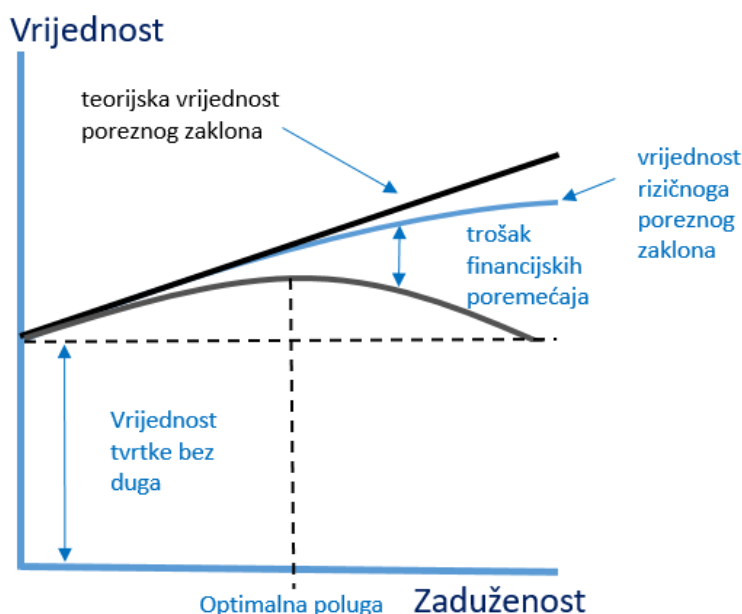 Vrijednost
teorijska vrijednost
poreznog zaklona
vrijednost
rizičnoga
poreznog
zaklona
trošak
financijskih
poremećaja
Vrijednost
tvrtke bez
duga
Optimalna poluga
Zaduženost